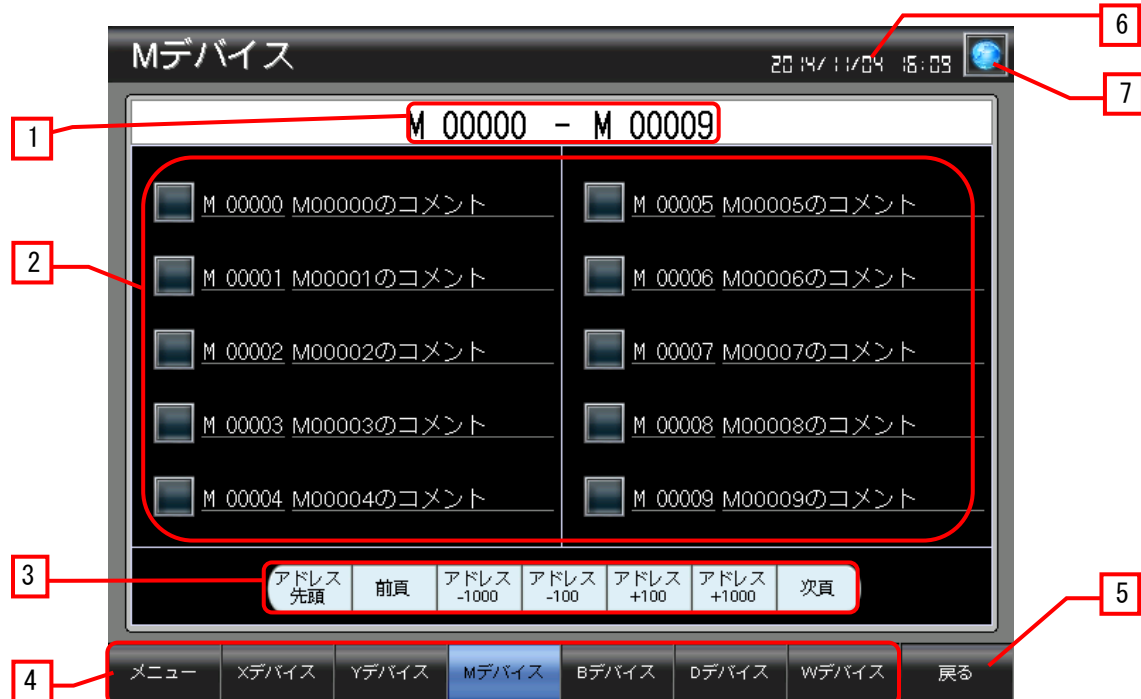 6
Mデバイス
2014/11/04 16:09
7
1
M 00000 - M 00009
2
M 00000 M00000のコメント
M 00001 M00001のコメント
M 00002 M00002のコメント
M 00003 M00003のコメント
M 00004 M00004のコメント
M 00005 M00005のコメント
M 00006 M00006のコメント
M 00007 M00007のコメント
M 00008 M00008のコメント
M 00009 M00009のコメント
3
アドレス
先頭
前頁
アドレス
-1000
アドレス
-100
アドレス
+100
アドレス
+1000
次頁
5
4
メニュー
Xデバイス
Yデバイス
Mデバイス
Bデバイス
Dデバイス
Wデバイス
戻る